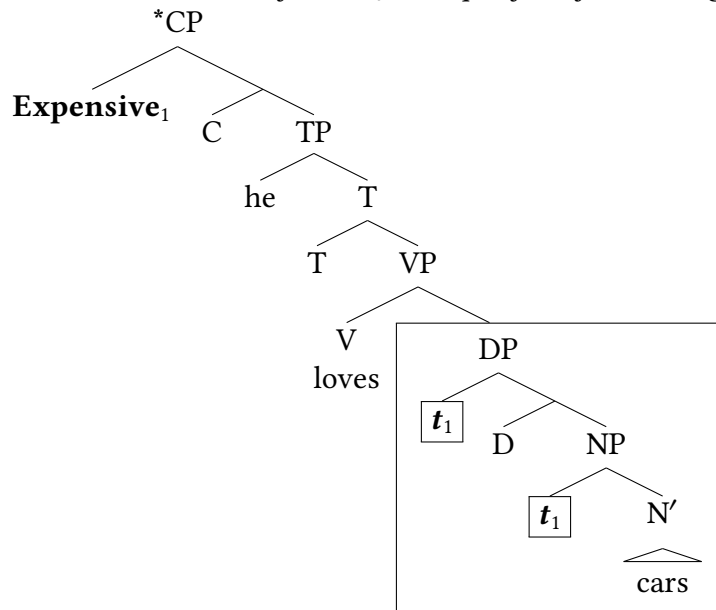 *CP
Expensive₁
C TP
he T
T VP
V DP
loves
t₁ D NP
t₁ N′
cars